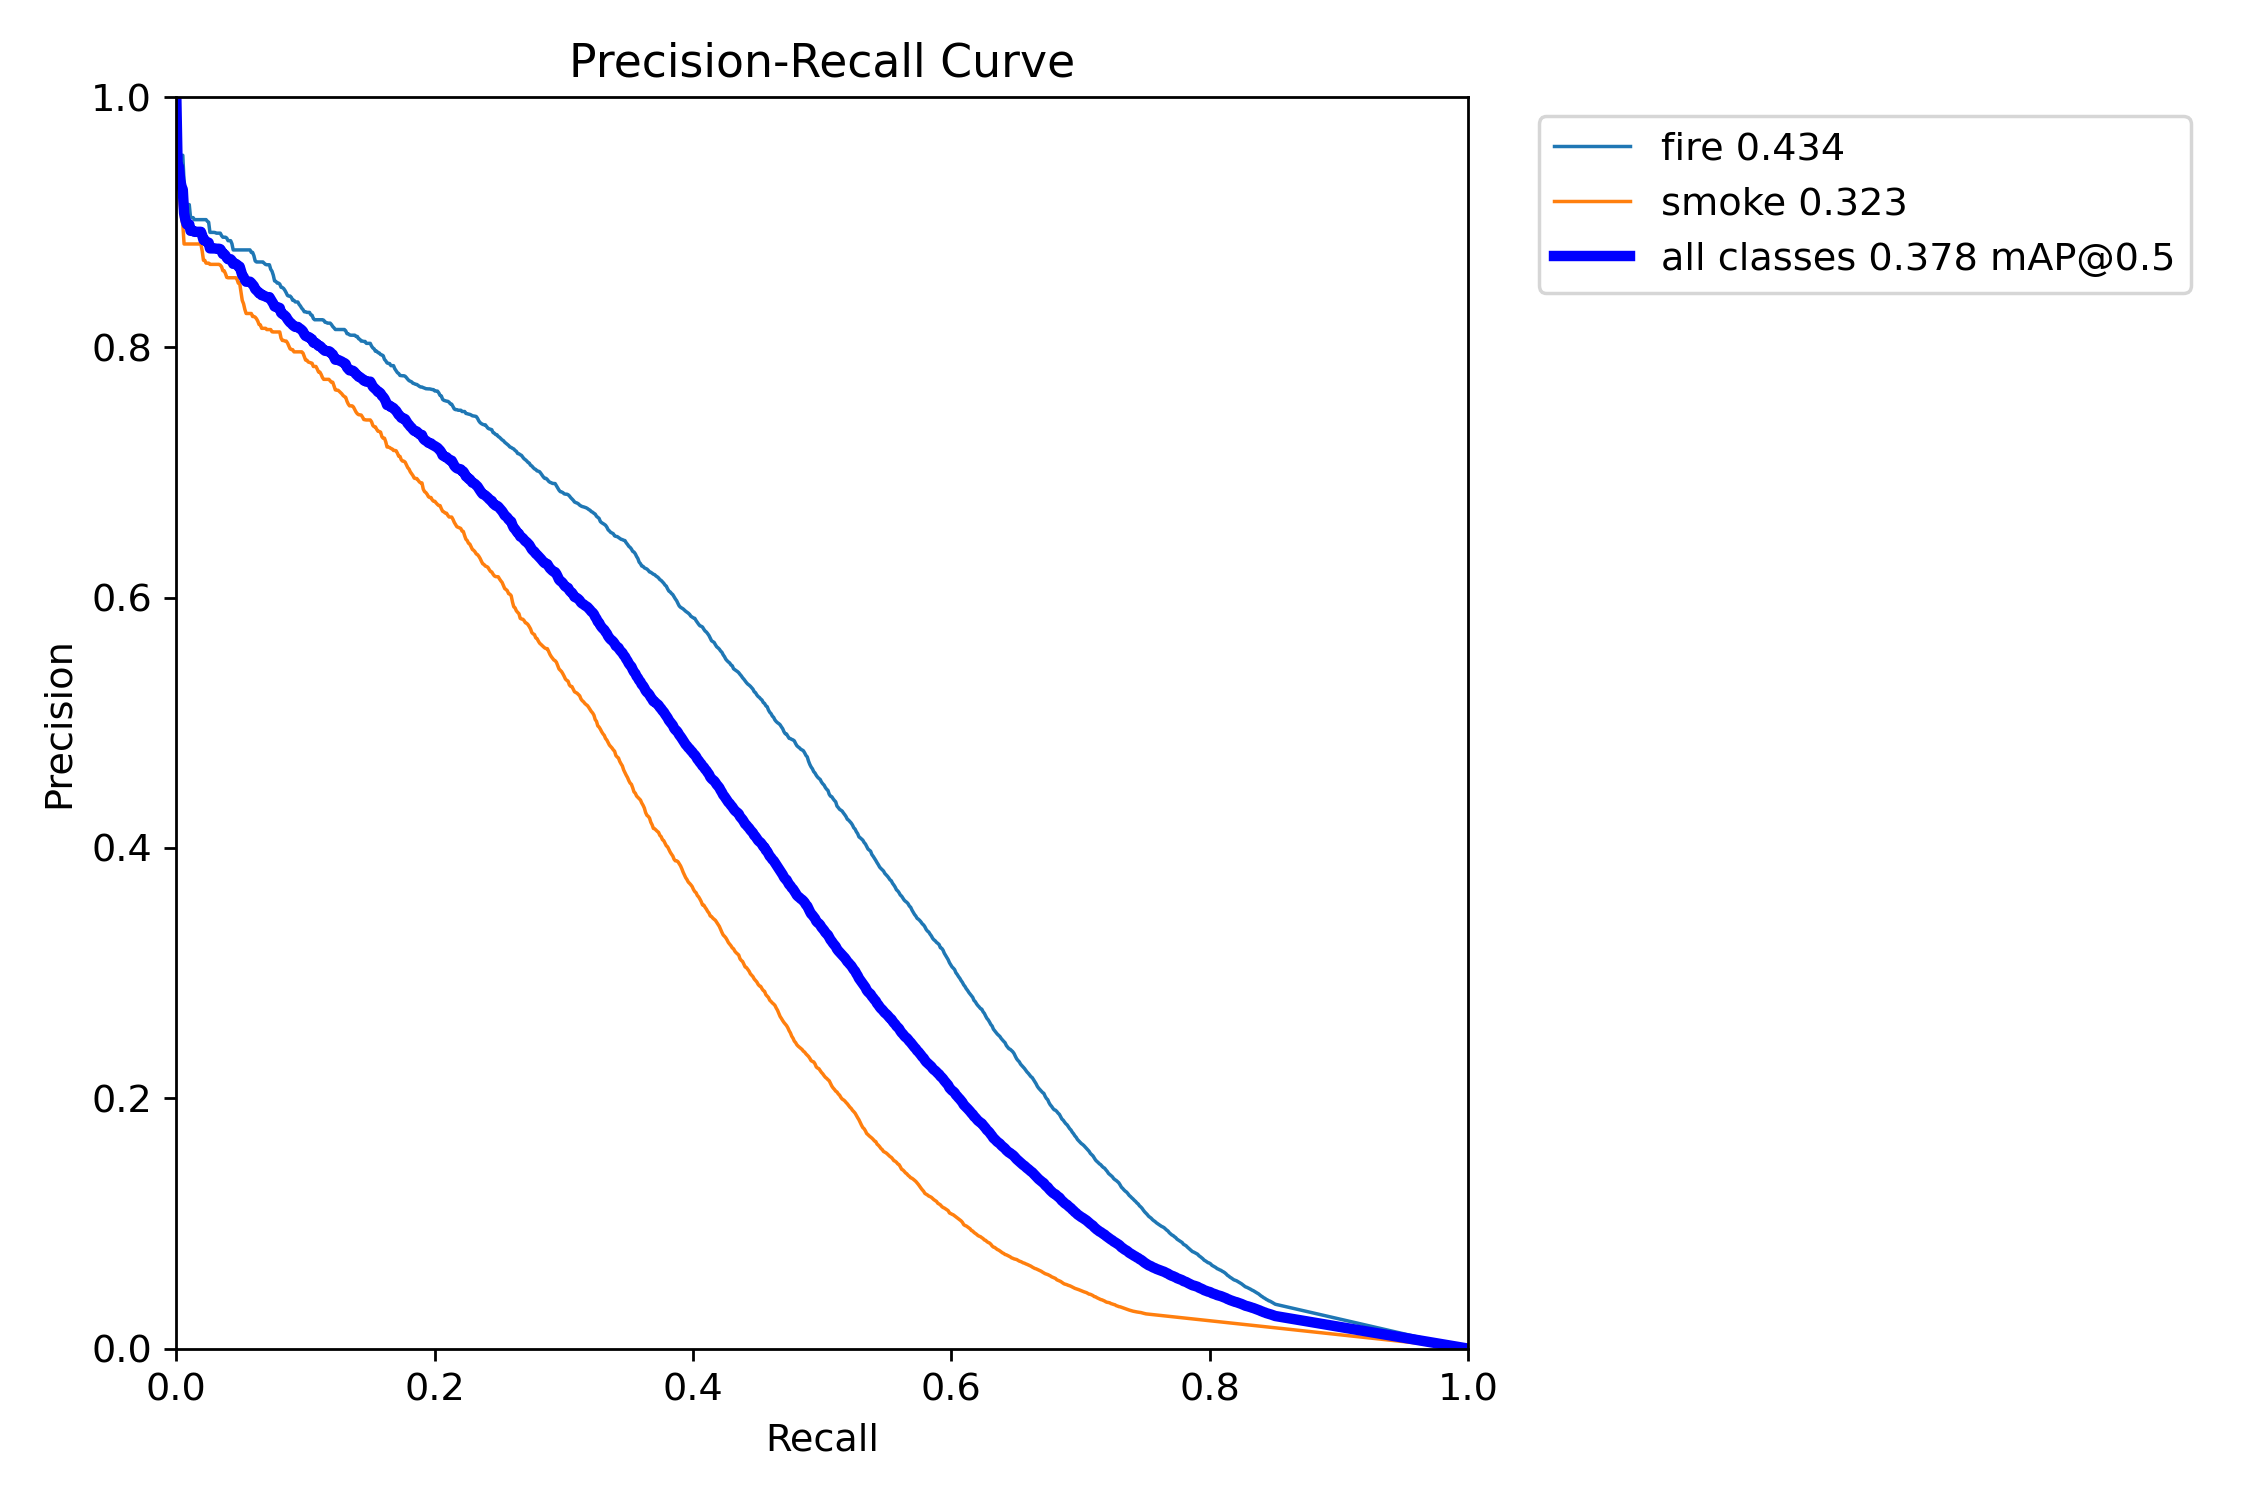 Precision-Recall Curve
1.0
0.8
0.6
0.4
0.2
0.0
Precision
0.0 0.2 0.4 0.6 0.8 1.0
Recall
fire 0.434
smoke 0.323
all classes 0.378 mAP@0.5